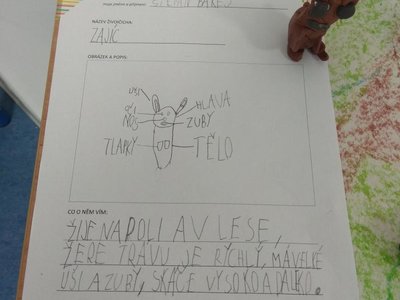 NÁZEV ŽIVOČICHA:
ZAJÍC
OBRÁZEK A POPIS:
UŠI
OČI HLAVA
NOS ZUBY
TLAPKY TĚLO
CO O NĚM VÍM:
ŽIJE NA POLI A V LESE,
ŽERE TRÁVU JE RYCHLÝ, MÁ VELKÉ
UŠI A ZUBY, SKÁČE VYSOKO A DALEKO.